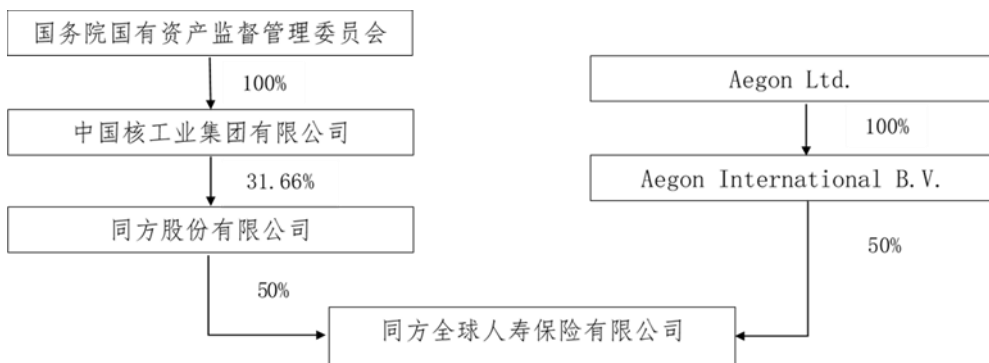 国务院国有资产监督管理委员会
100%
中国核工业集团有限公司
31.66%
同方股份有限公司
50%
Aegon Ltd.
100%
Aegon International B.V.
50%
同方全球人寿保险有限公司